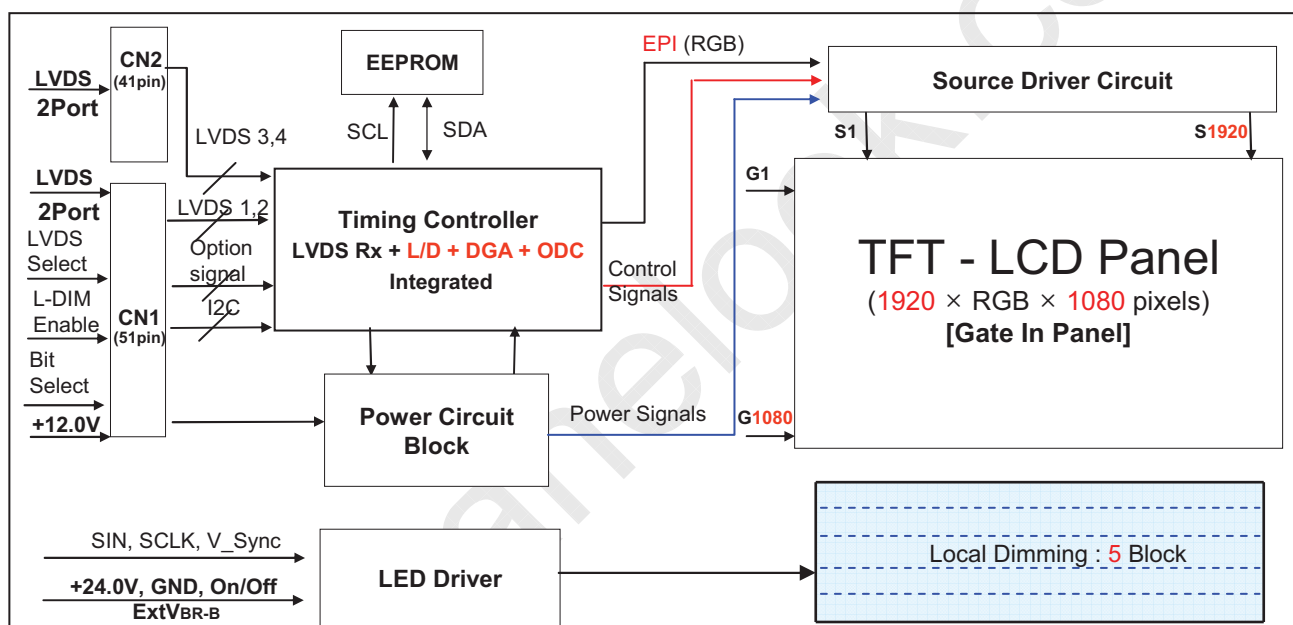 CN2
(41pin)
LVDS
2Port
EEPROM
SCL
SDA
EPI (RGB)
Source Driver Circuit
S1
S1920
LVDS 3,4
LVDS
2Port
LVDS 1,2
LVDS
Select
Option
signal
L-DIM
Enable
I2C
CN1
(51pin)
Bit
Select
+12.0V
Timing Controller
LVDS Rx + L/D + DGA + ODC
Integrated
Control
Signals
G1
TFT - LCD Panel
(1920 × RGB × 1080 pixels)
[Gate In Panel]
G1080
Power Circuit
Block
Power Signals
SIN, SCLK, V_Sync
+24.0V, GND, On/Off
ExtVBR-B
LED Driver
Local Dimming : 5 Block